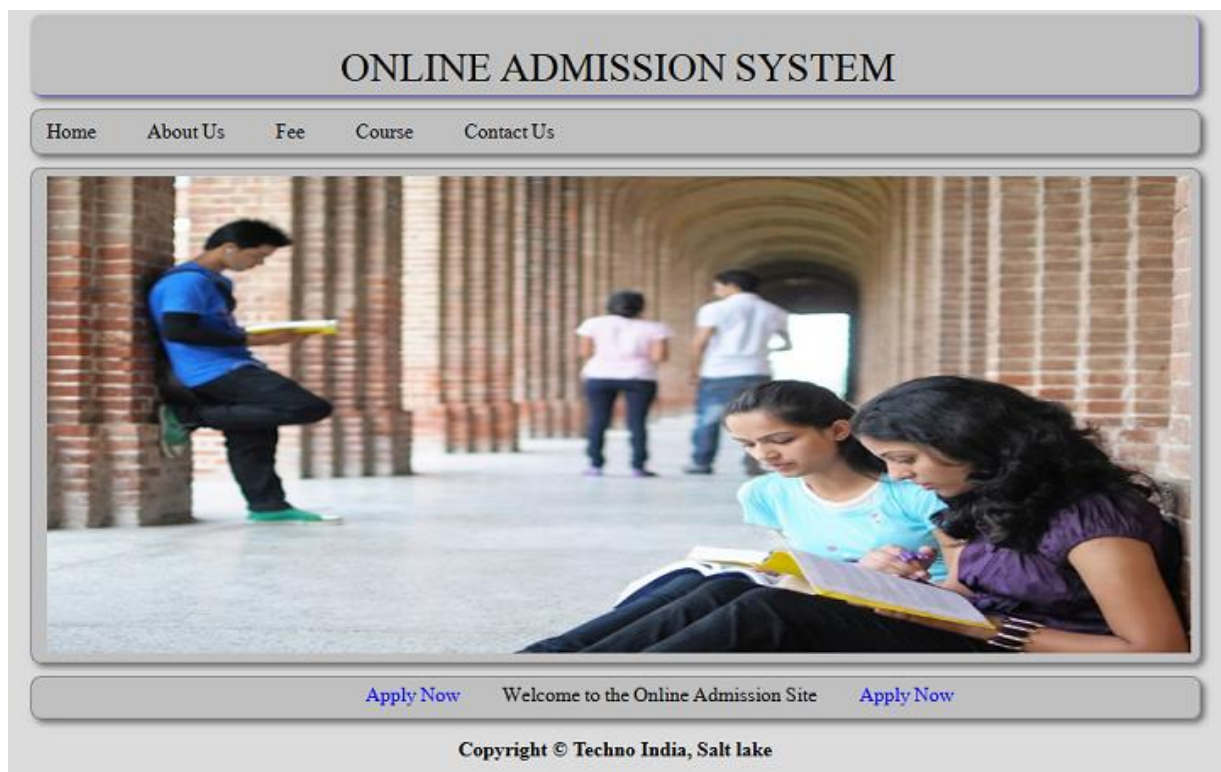 ONLINE ADMISSION SYSTEM
Home About Us Fee Course Contact Us
Apply Now Welcome to the Online Admission Site Apply Now
Copyright © Techno India, Salt lake